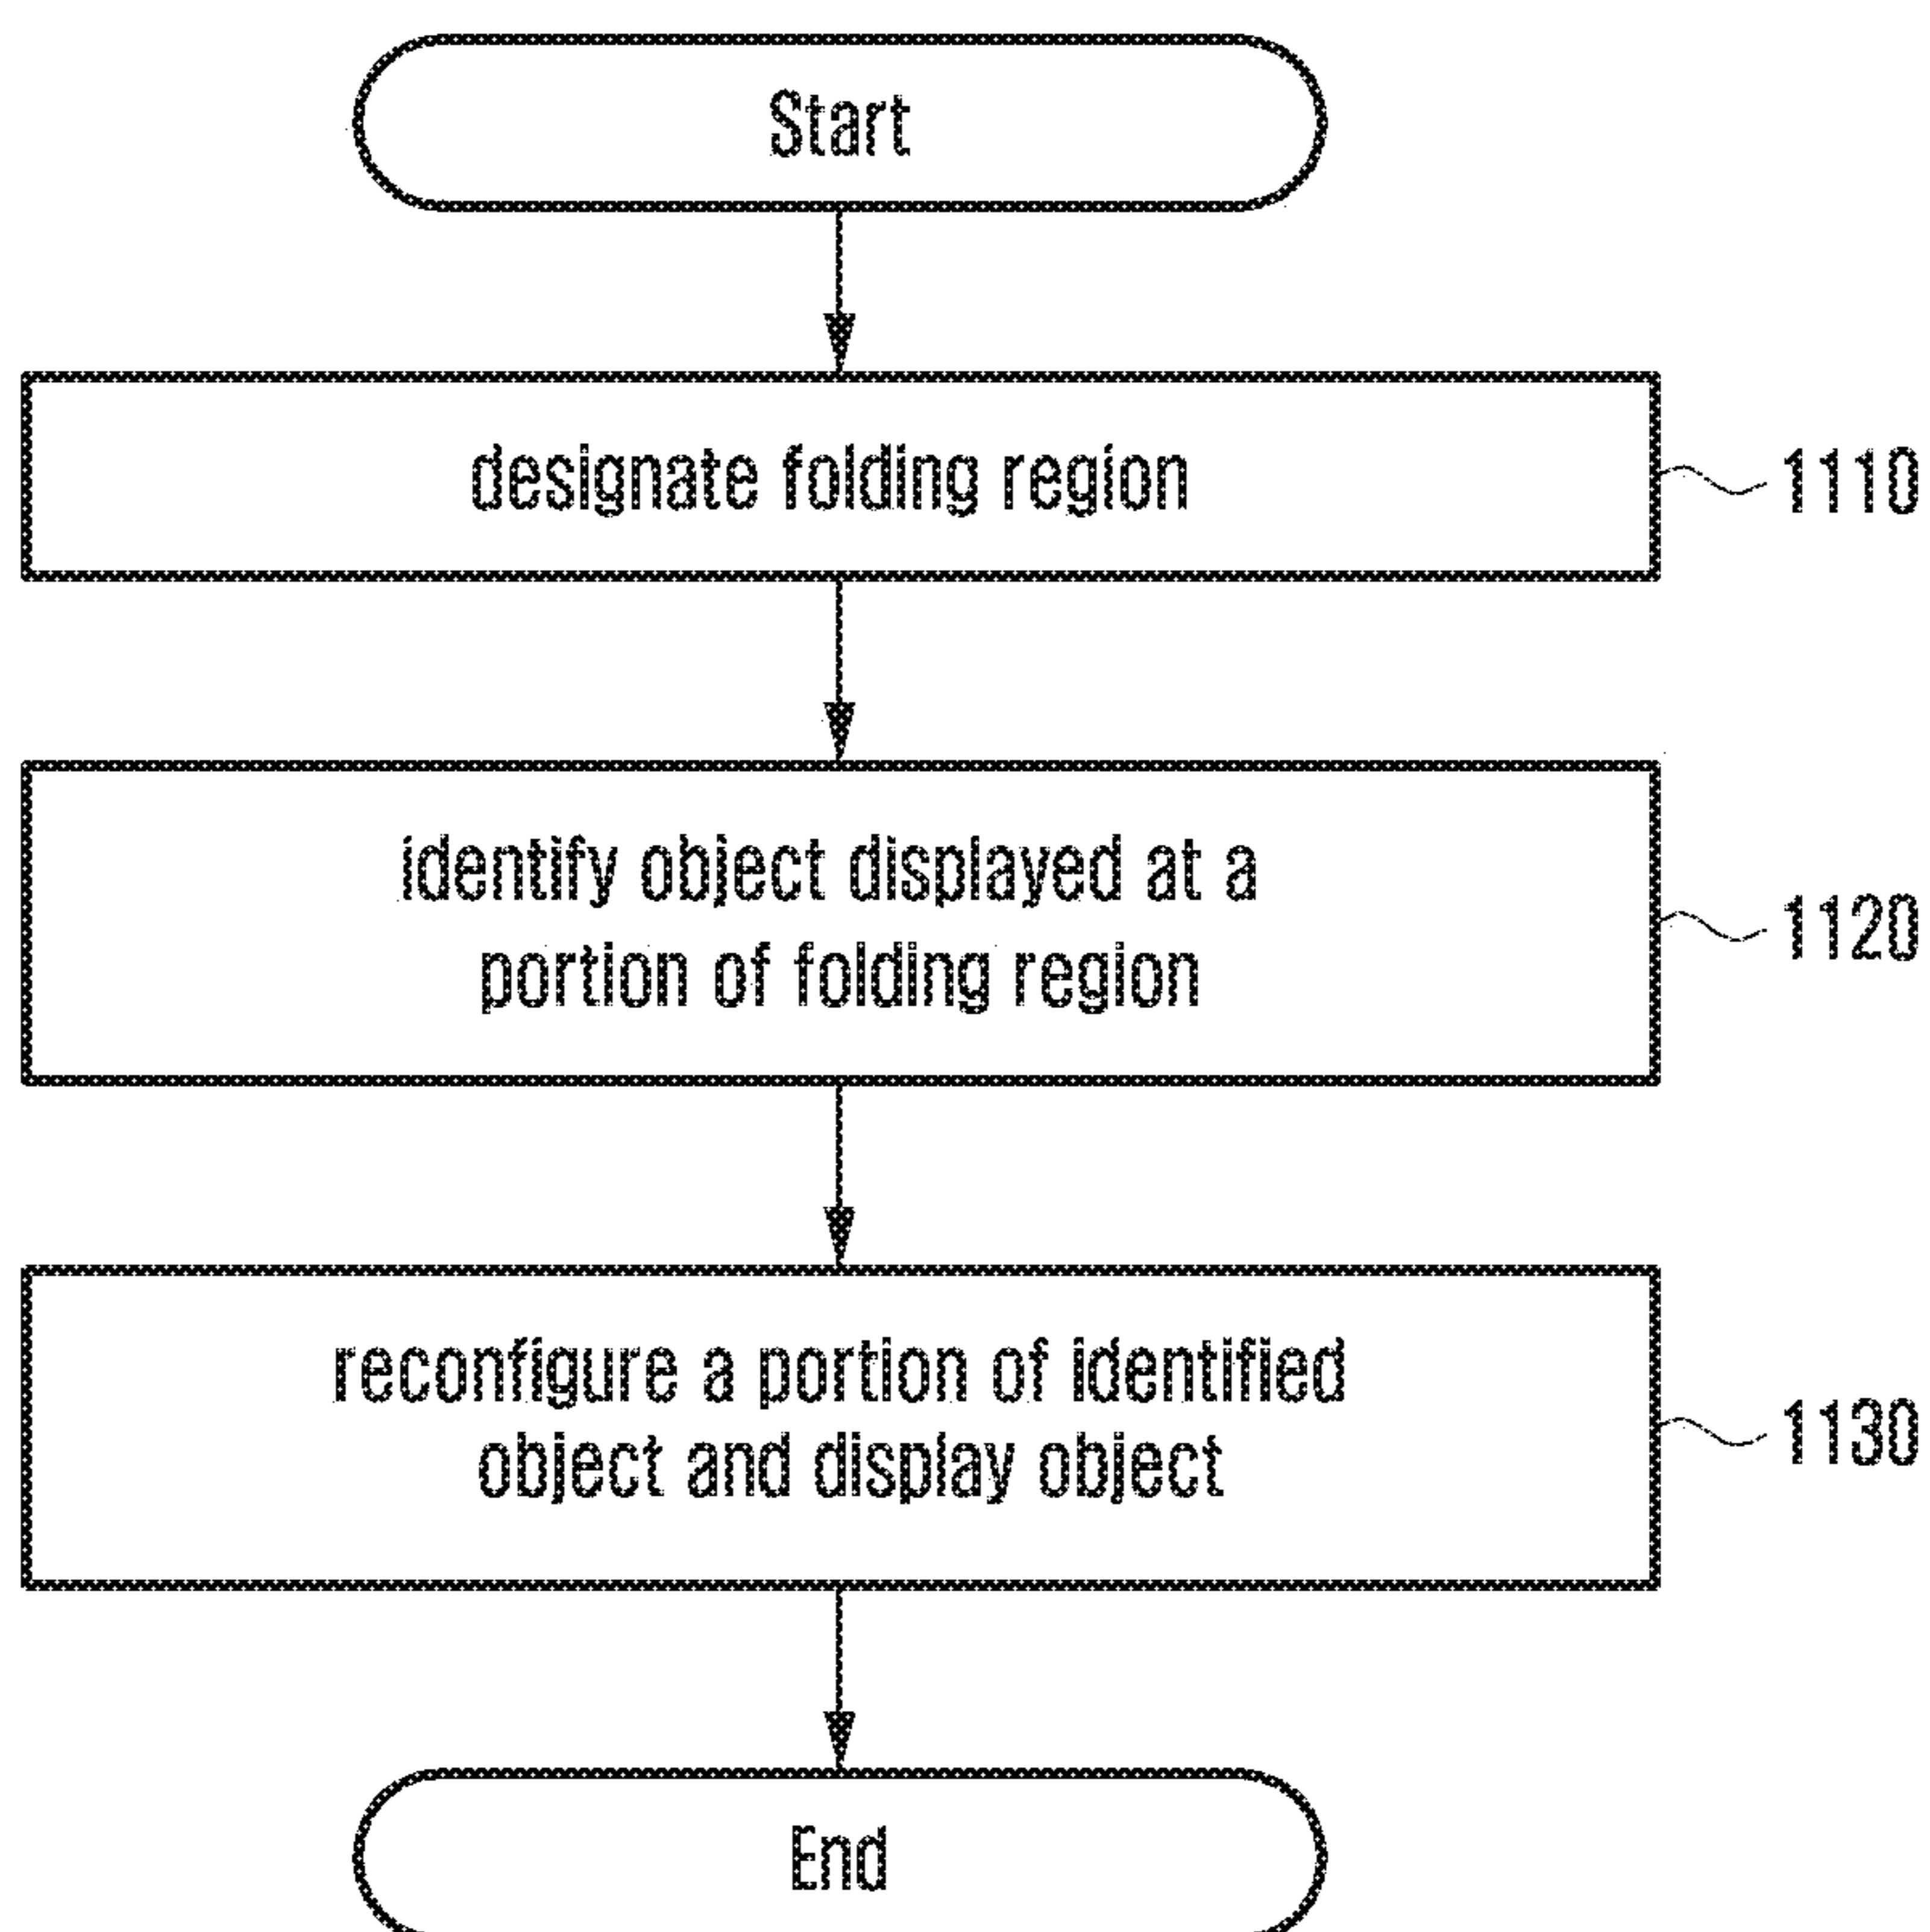 Start
designate folding region
1110
identify object displayed at a
portion of folding region
1120
reconfigure a portion of identified
object and display object
1130
End